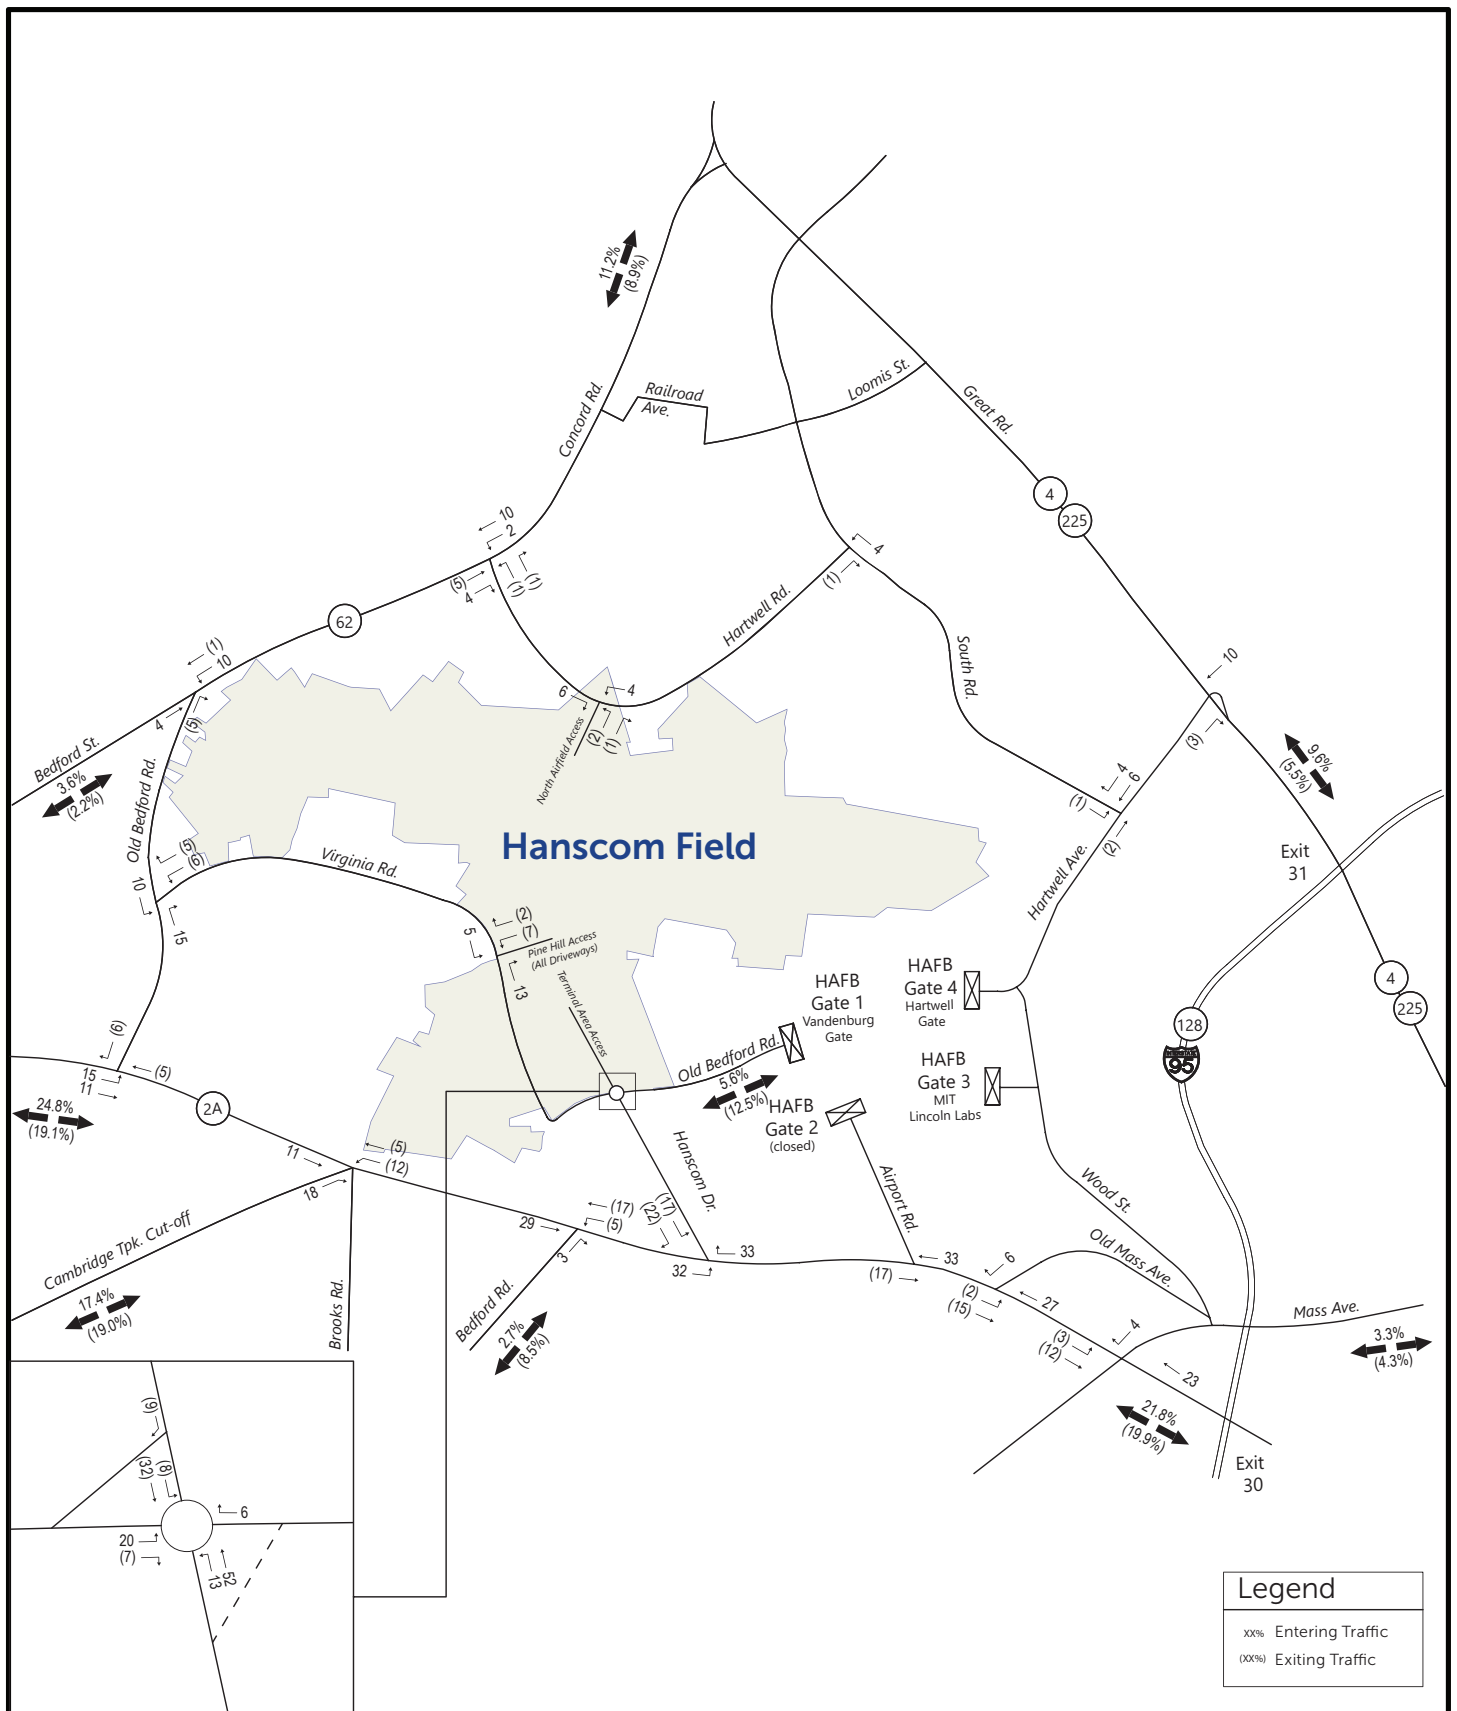 11.2%
(8.9%)
Concord Rd.
Railroad
Ave.
Loomis St.
Great Rd.
4
225
10
2
(5)
4
(1)
(1)
4
(1)
Hartwell Rd.
62
(1)
10
4
(5)
Bedford St.
3.6%
(2.2%)
South Rd.
10
(3)
9.6%
(5.5%)
6
4
(2)
(1)
North Airfield Access
4
6
(1)
(2)
Hartwell Ave.
Exit
31
Old Bedford Rd.
(5)
(6)
10
15
Virginia Rd.
Hanscom Field
(2)
(7)
5
13
Pine Hill Access
(All Driveways)
Terminal Area Access
HAFB
Gate 1
Vandenburg
Gate
HAFB
Gate 4
Hartwell
Gate
4
225
128
INTERSTATE
95
HAFB
Gate 3
MIT
Lincoln Labs
Old Bedford Rd.
5.6%
(12.5%)
HAFB
Gate 2
(closed)
(6)
15
11
(5)
24.8%
(19.1%)
2A
11
18
(5)
(12)
Hanscom Dr.
Airport Rd.
Wood St.
Old Mass Ave.
Cambridge Tpk. Cut-off
17.4%
(19.0%)
Brooks Rd.
29
(17)
(5)
3
Bedford Rd.
2.7%
(8.5%)
(17)
(22)
32
33
33
(17)
6
(2)
(15)
27
(3)
(12)
4
23
Mass Ave.
3.3%
(4.3%)
21.8%
(19.9%)
Exit
30
(9)
(8)
(32)
6
20
(7)
13
52
Legend
XX% Entering Traffic
(XX%) Exiting Traffic